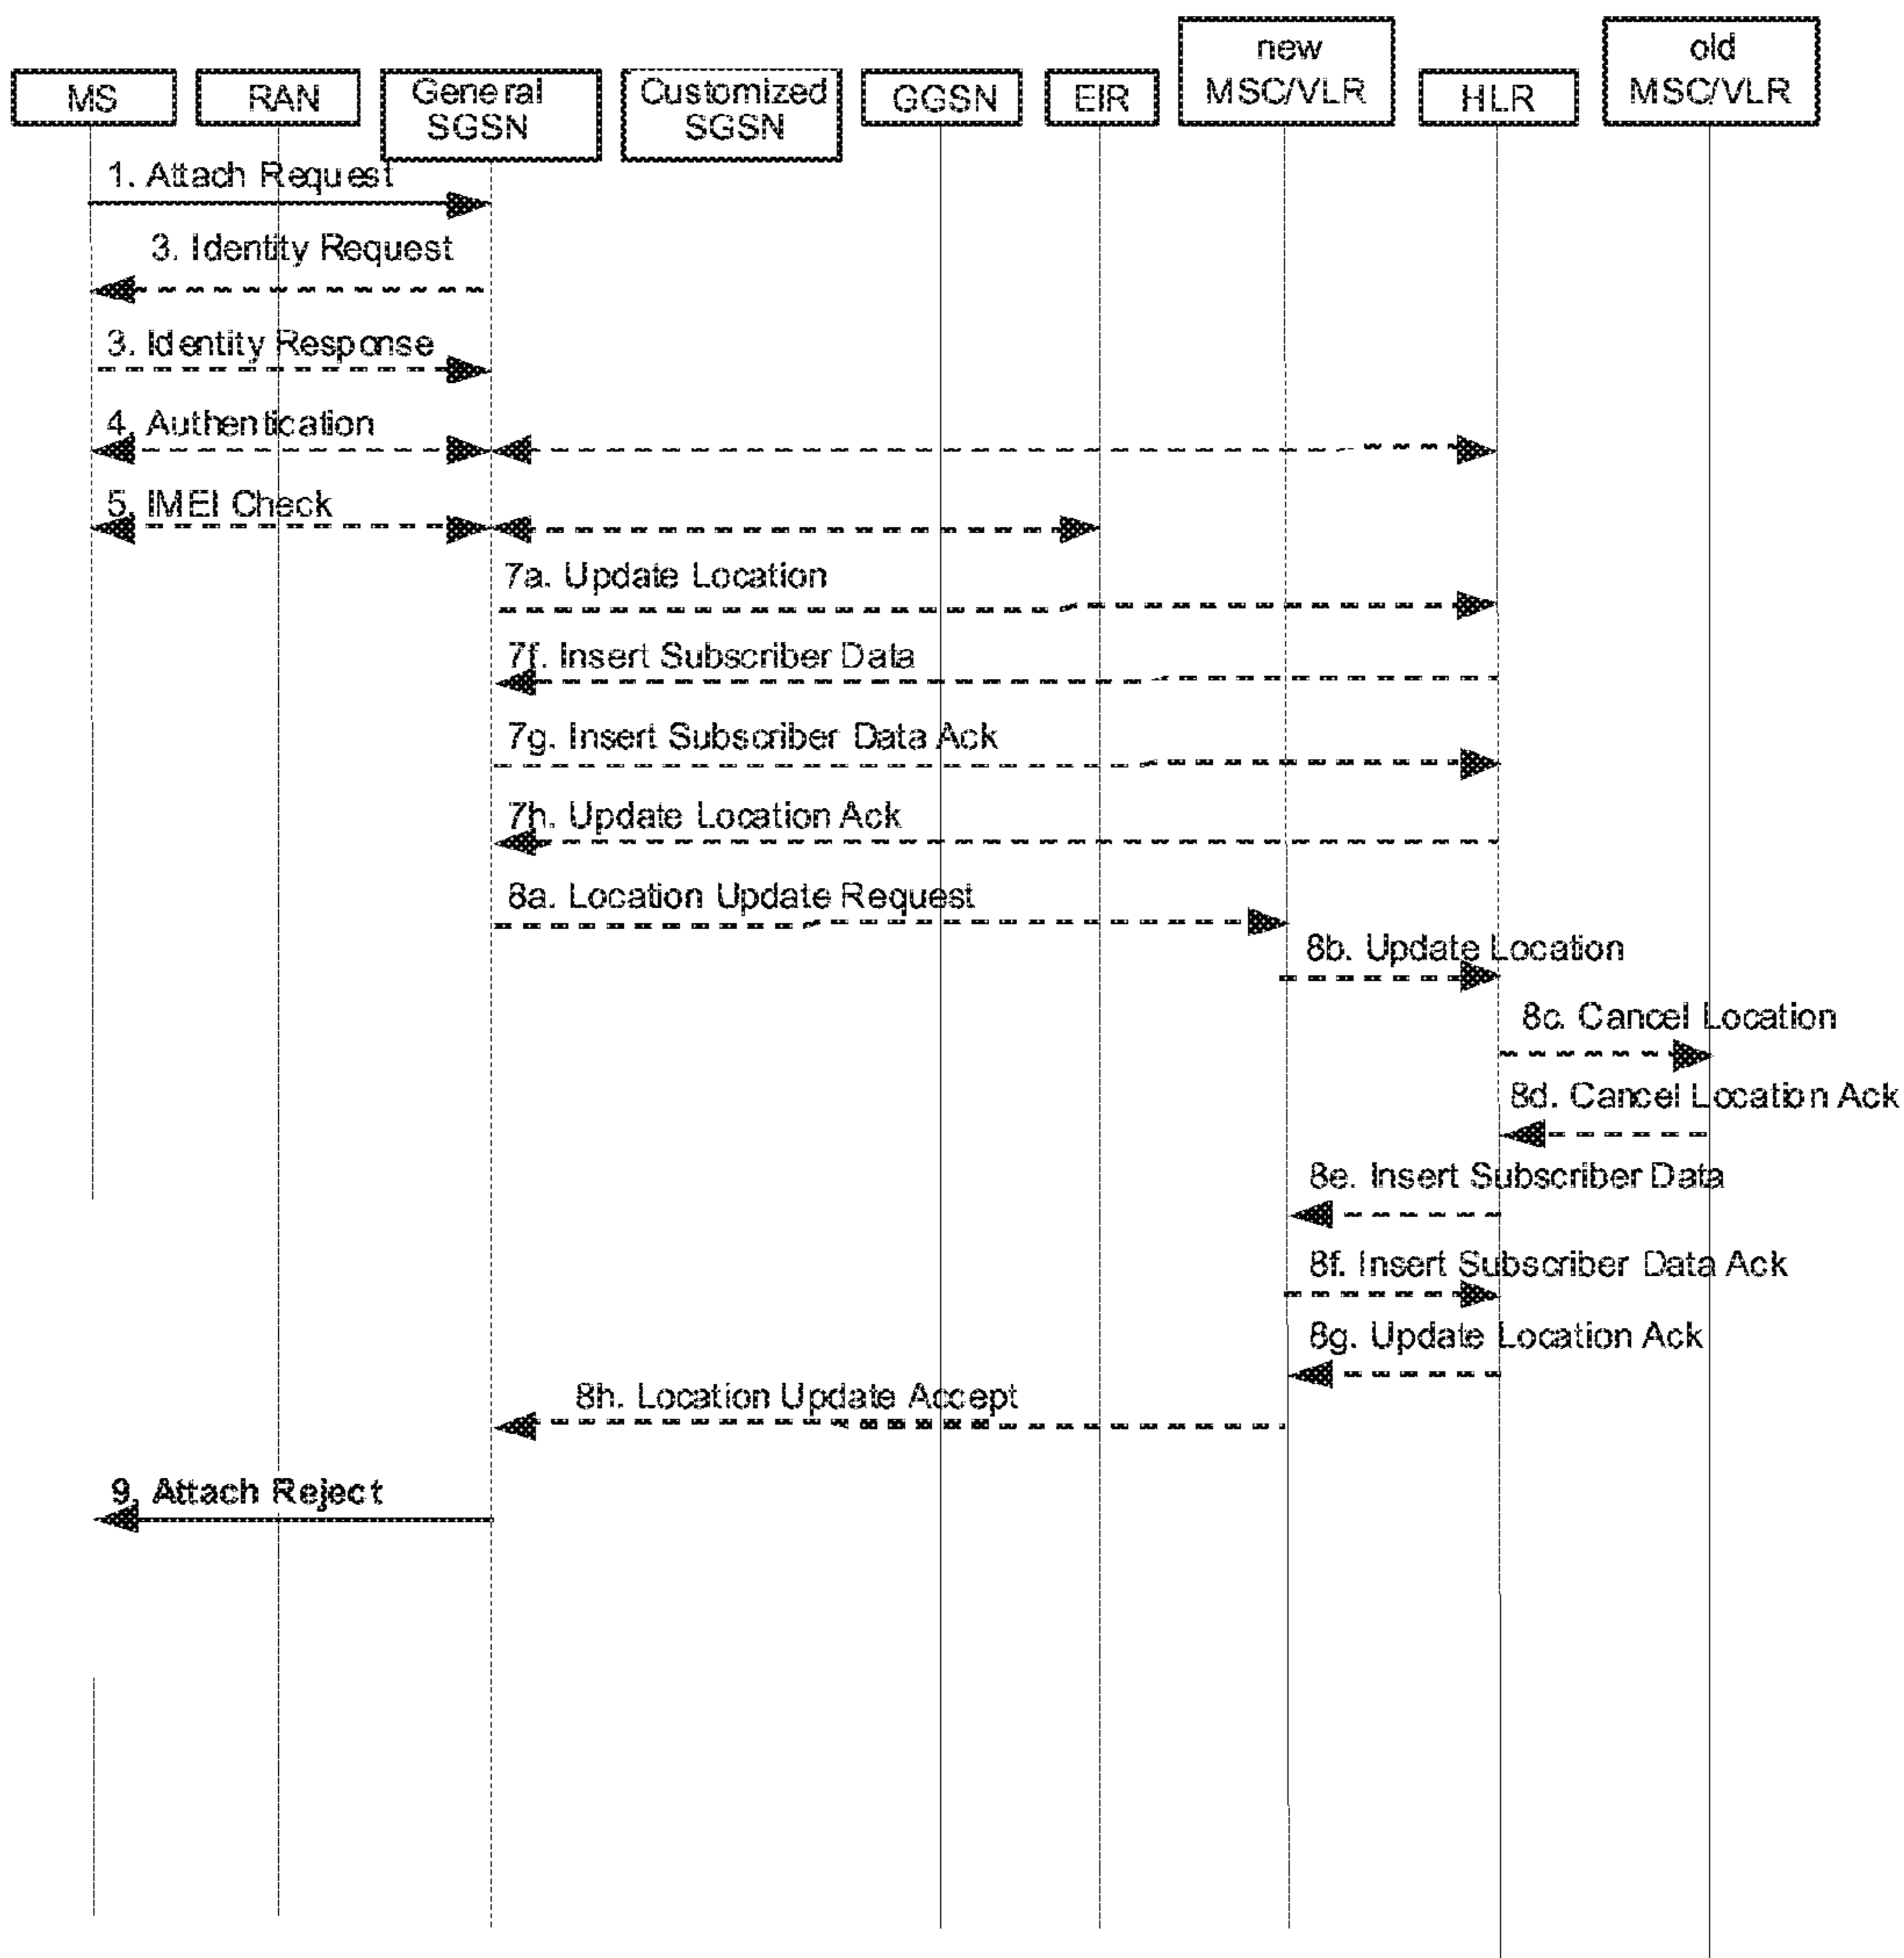 MS
RAN
General
SGSN
Customized
SGSN
GGSN
EIR
new
MSC/VLR
HLR
old
MSC/VLR
1. Attach Request
3. Identity Request
3. Identity Response
4. Authentication
5. IMEI Check
7a. Update Location
7f. Insert Subscriber Data
7g. Insert Subscriber Data Ack
7h. Update Location Ack
8a. Location Update Request
8b. Update Location
8c. Cancel Location
8d. Cancel Location Ack
8e. Insert Subscriber Data
8f. Insert Subscriber Data Ack
8g. Update Location Ack
8h. Location Update Accept
9. Attach Reject